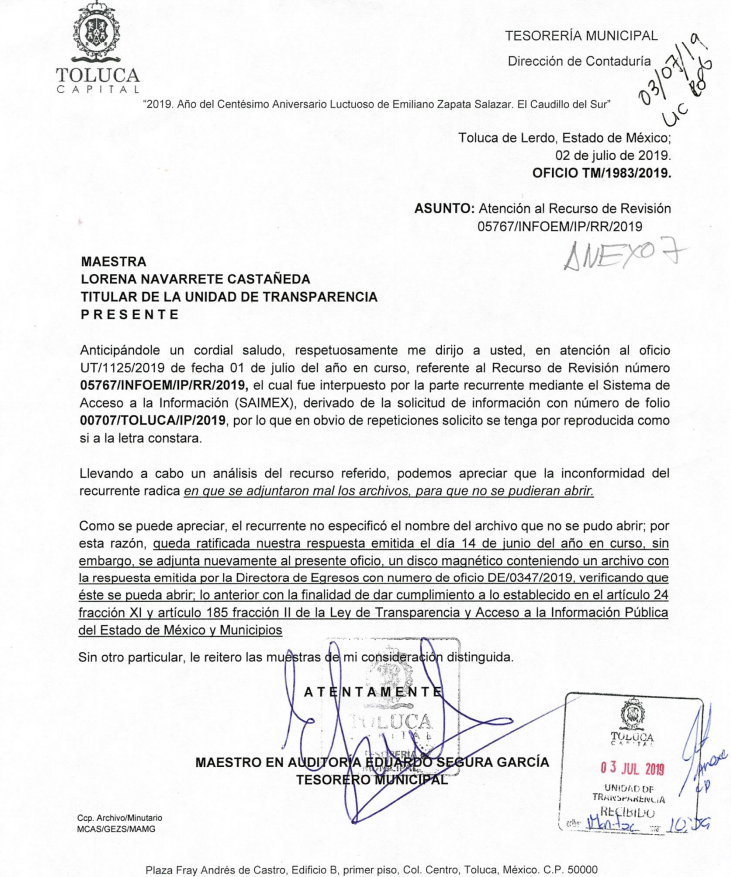 TESORERÍA MUNICIPAL
Dirección de Contaduría
TOLUCA
CAPITAL
03/07/19
"2019. Año del Centésimo Aniversario Luctuoso de Emiliano Zapata Salazar. El Caudillo del Sur"
Toluca de Lerdo, Estado de México;
02 de julio de 2019.
OFICIO TM/1983/2019.
ASUNTO: Atención al Recurso de Revisión
05767/INFOEM/IP/RR/2019
ANEXO 7
MAESTRA
LORENA NAVARRETE CASTAÑEDA
TITULAR DE LA UNIDAD DE TRANSPARENCIA
P R E S E N T E
Anticipándole un cordial saludo, respetuosamente me dirijo a usted, en atención al oficio
UT/1125/2019 de fecha 01 de julio del año en curso, referente al Recurso de Revisión número
05767/INFOEM/IP/RR/2019, el cual fue interpuesto por la parte recurrente mediante el Sistema de
Acceso a la Información (SAIMEX), derivado de la solicitud de información con número de folio
00707/TOLUCA/IP/2019, por lo que en obvio de repeticiones solicito se tenga por reproducida como
si a la letra constara.
Llevando a cabo un análisis del recurso referido, podemos apreciar que la inconformidad del
recurrente radica en que se adjuntaron mal los archivos, para que no se pudieran abrir.
Como se puede apreciar, el recurrente no especificó el nombre del archivo que no se pudo abrir; por
esta razón, queda ratificada nuestra respuesta emitida el día 14 de junio del año en curso, sin
embargo, se adjunta nuevamente al presente oficio, un disco magnético conteniendo un archivo con
la respuesta emitida por la Directora de Egresos con numero de oficio DE/0347/2019, verificando que
éste se pueda abrir; lo anterior con la finalidad de dar cumplimiento a lo establecido en el artículo 24
fracción XI y artículo 185 fracción II de la Ley de Transparencia y Acceso a la Información Pública
del Estado de México y Municipios
Sin otro particular, le reitero las muestras de mi consideración distinguida.
A T E N T A M E N T E
TOLUCA
MAESTRO EN AUDITORÍA EDUARDO SEGURA GARCÍA
TESORERO MUNICIPAL
TOLUCA
CAPITAL
03 JUL 2019
UNIDAD DE
TRANSPARENCIA
RECIBIDO
Ccp. Archivo/Minutario
MCAS/GEZS/MAMG
Plaza Fray Andrés de Castro, Edificio B, primer piso, Col. Centro, Toluca, México. C.P. 50000